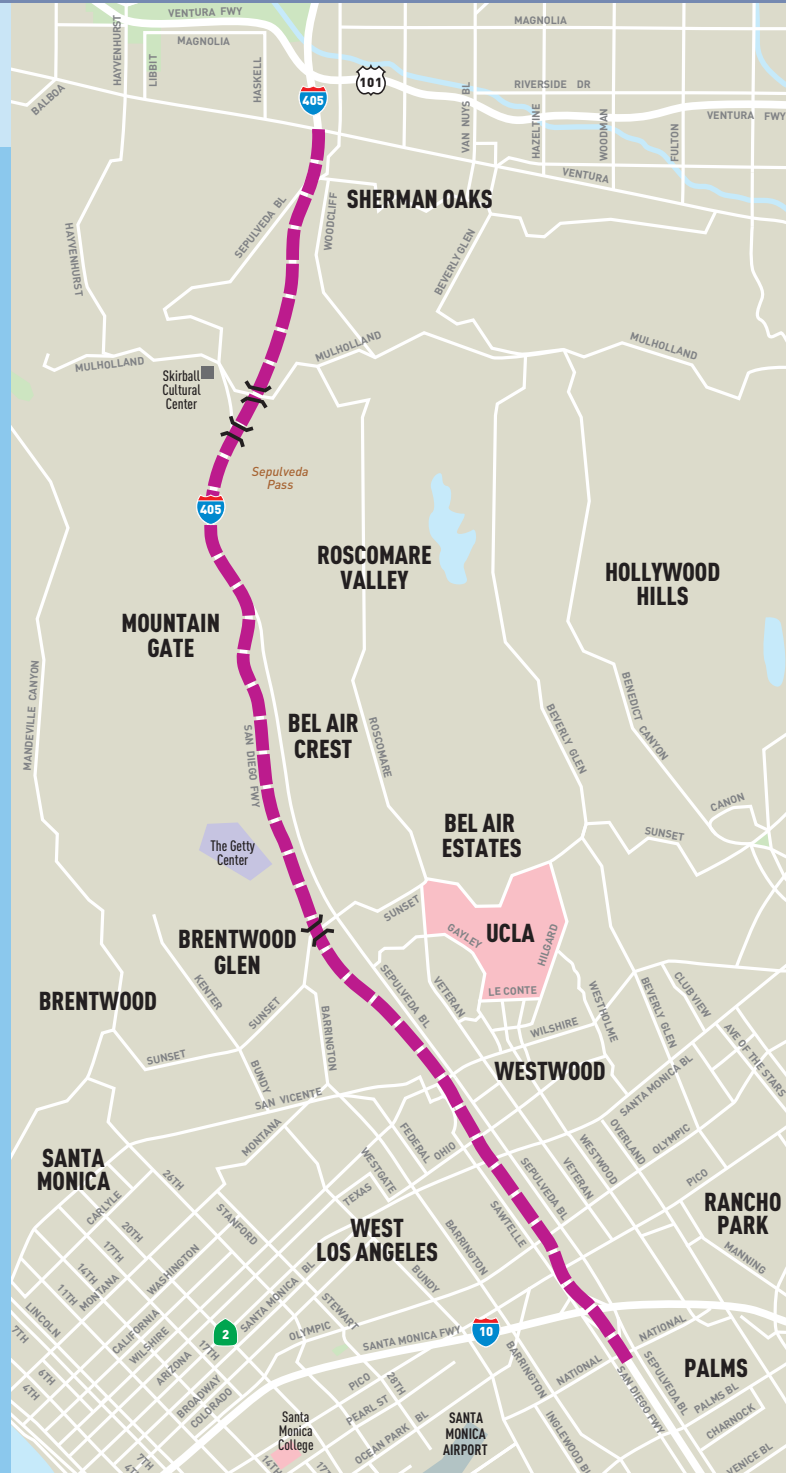 VENTURA FWY
MAGNOLIA
MAGNOLIA
HAYVENHURST
LIBBIT
HASKELL
BALBOA
101
405
RIVERSIDE DR
VAN NUYS BL
HAZELTINE
WOODMAN
FULTON
VENTURA FWY
VENTURA
SHERMAN OAKS
SEPULVEDA BL
WOODCLIFF
HAYVENHURST
BEVERLY GLEN
MULHOLLAND
MULHOLLAND
MULHOLLAND
Skirball
Cultural
Center
Sepulveda
Pass
405
ROSCOMARE
VALLEY
HOLLYWOOD
HILLS
MOUNTAIN
GATE
MANDEVILLE CANYON
BEL AIR
CREST
SAN DIEGO FWY
ROSCOMARE
BEVERLY GLEN
BENEDICT CANYON
CANON
SUNSET
The Getty
Center
BEL AIR
ESTATES
SUNSET
UCLA
GAYLEY
HILGARD
LE CONTE
BRENTWOOD
GLEN
BRENTWOOD
KENTER
SUNSET
SUNSET
BARRINGTON
BUNDY
SEPULVEDA BL
VETERAN
WILSHIRE
WESTHOLME
BEVERLY GLEN
CLUB VIEW
AVE OF THE STARS
WESTWOOD
SANTA MONICA BL
SAN VICENTE
MONTANA
FEDERAL
OHIO
WESTGATE
TEXAS
SEPULVEDA BL
VETERAN
WESTWOOD
OVERLAND
OLYMPIC
PICO
SANTA
MONICA
CARLYLE
26TH
20TH
17TH
14TH
11TH
MONTANA
WASHINGTON
STANFORD
WEST
LOS ANGELES
BARRINGTON
SAWTELLE
BUNDY
RANCHO
PARK
MANNING
LINCOLN
7TH
6TH
4TH
CALIFORNIA
WILSHIRE
ARIZONA
17TH
BROADWAY
COLORADO
2
SANTA MONICA BL
STEWART
OLYMPIC
SANTA MONICA FWY
10
NATIONAL
NATIONAL
BARRINGTON
SAN DIEGO FWY
SEPULVEDA BL
PALMS
PALMS BL
CHARNOCK
VENICE BL
PICO
28TH
PEARL ST
OCEAN PARK BL
Santa
Monica
College
SANTA
MONICA
AIRPORT
INGLEWOOD BL
7TH
4TH
14TH
17TH